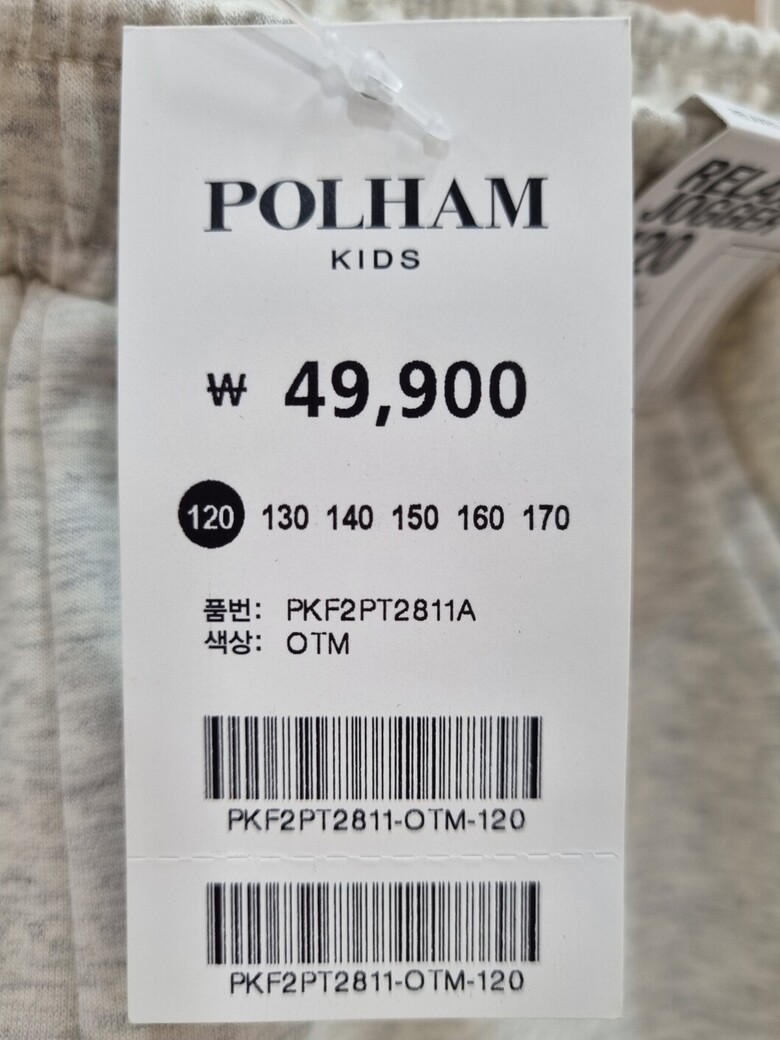 POLHAM
KIDS
₩ 49,900
120 130 140 150 160 170
품번: PKF2PT2811A
색상: OTM
PKF2PT2811-OTM-120
PKF2PT2811-OTM-120